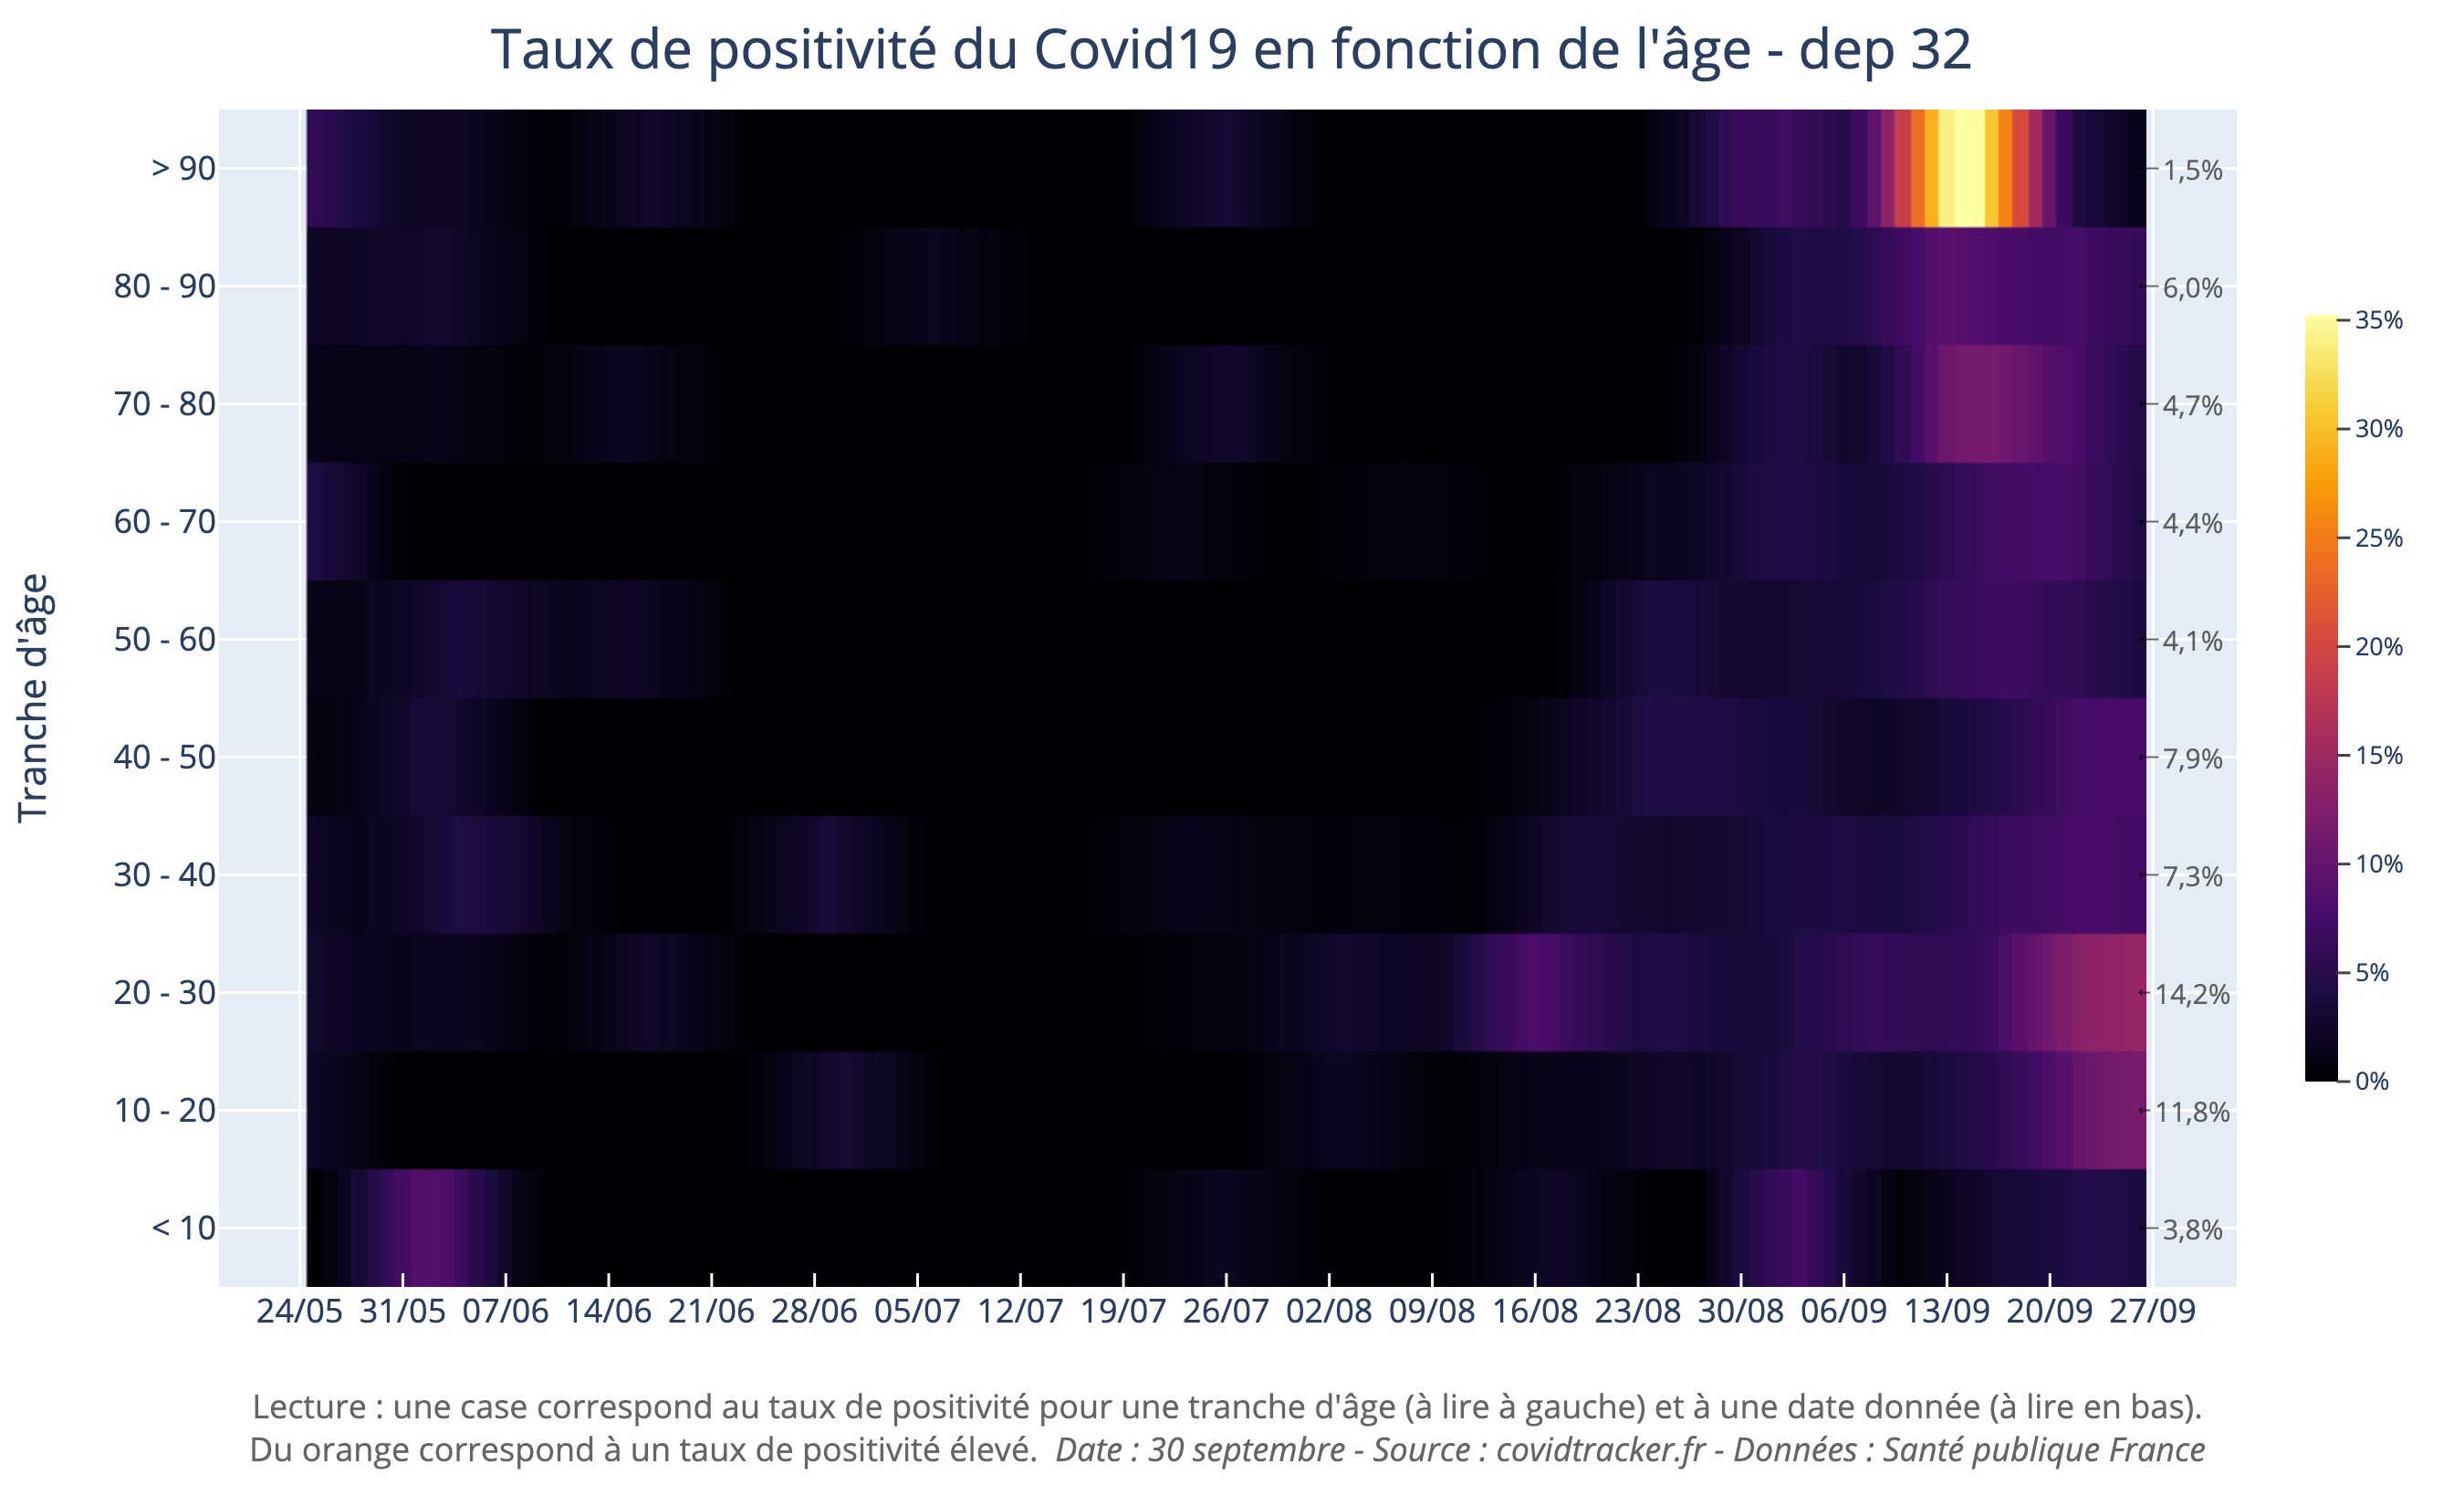 Taux de positivité du Covid19 en fonction de l'âge - dep 32
Tranche d'âge
> 90
80 - 90
70 - 80
60 - 70
50 - 60
40 - 50
30 - 40
20 - 30
10 - 20
< 10
1,5%
6,0%
4,7%
4,4%
4,1%
7,9%
7,3%
14,2%
11,8%
3,8%
35%
30%
25%
20%
15%
10%
5%
0%
24/05 31/05 07/06 14/06 21/06 28/06 05/07 12/07 19/07 26/07 02/08 09/08 16/08 23/08 30/08 06/09 13/09 20/09 27/09
Lecture : une case correspond au taux de positivité pour une tranche d'âge (à lire à gauche) et à une date donnée (à lire en bas).
Du orange correspond à un taux de positivité élevé. Date : 30 septembre - Source : covidtracker.fr - Données : Santé publique France